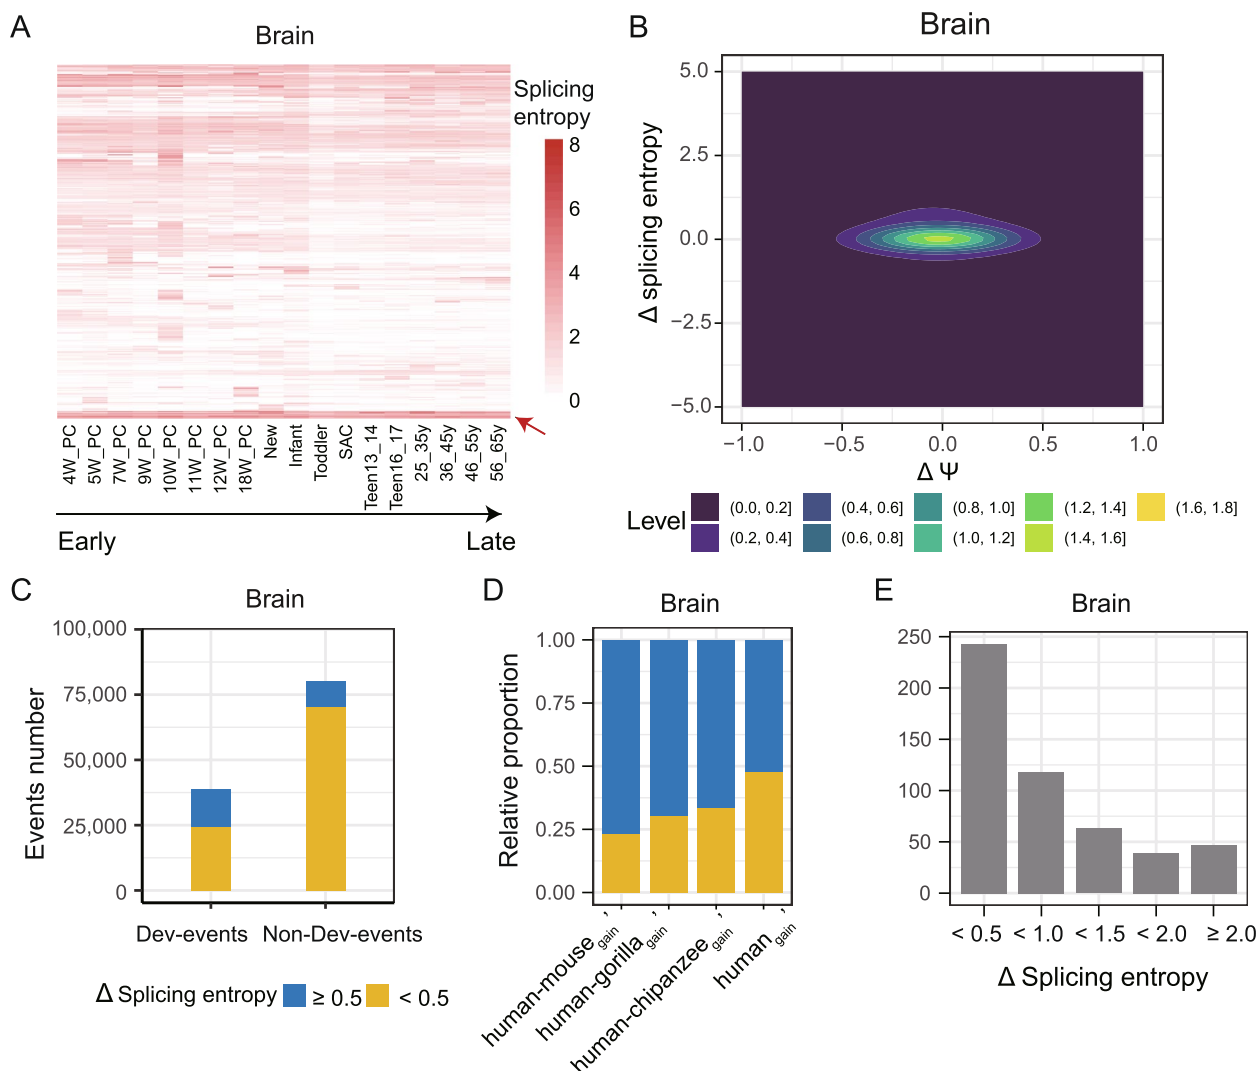 A
Brain
Splicing
entropy
8
6
4
2
0
4W_PC
5W_PC
7W_PC
9W_PC
10W_PC
11W_PC
12W_PC
18W_PC
New
Infant
Toddler
SAC
Teen13_14
Teen16_17
25_35y
36_45y
46_55y
56_65y
Early
Late
B
Brain
Δ splicing entropy
5.0
2.5
0.0
−2.5
−5.0
−1.0
−0.5
0.0
0.5
1.0
Δ Ψ
Level
(0.0, 0.2]
(0.4, 0.6]
(0.8, 1.0]
(1.2, 1.4]
(1.6, 1.8]
(0.2, 0.4]
(0.6, 0.8]
(1.0, 1.2]
(1.4, 1.6]
C
Brain
Events number
100,000
75,000
50,000
25,000
0
Dev-events
Non-Dev-events
Δ Splicing entropy
≥ 0.5
< 0.5
D
Brain
Relative proportion
1.00
0.75
0.50
0.25
0.00
human-mouse gain,
human-gorilla gain,
human-chipanzee gain,
human gain,
E
Brain
250
200
150
100
50
0
< 0.5
< 1.0
< 1.5
< 2.0
≥ 2.0
Δ Splicing entropy